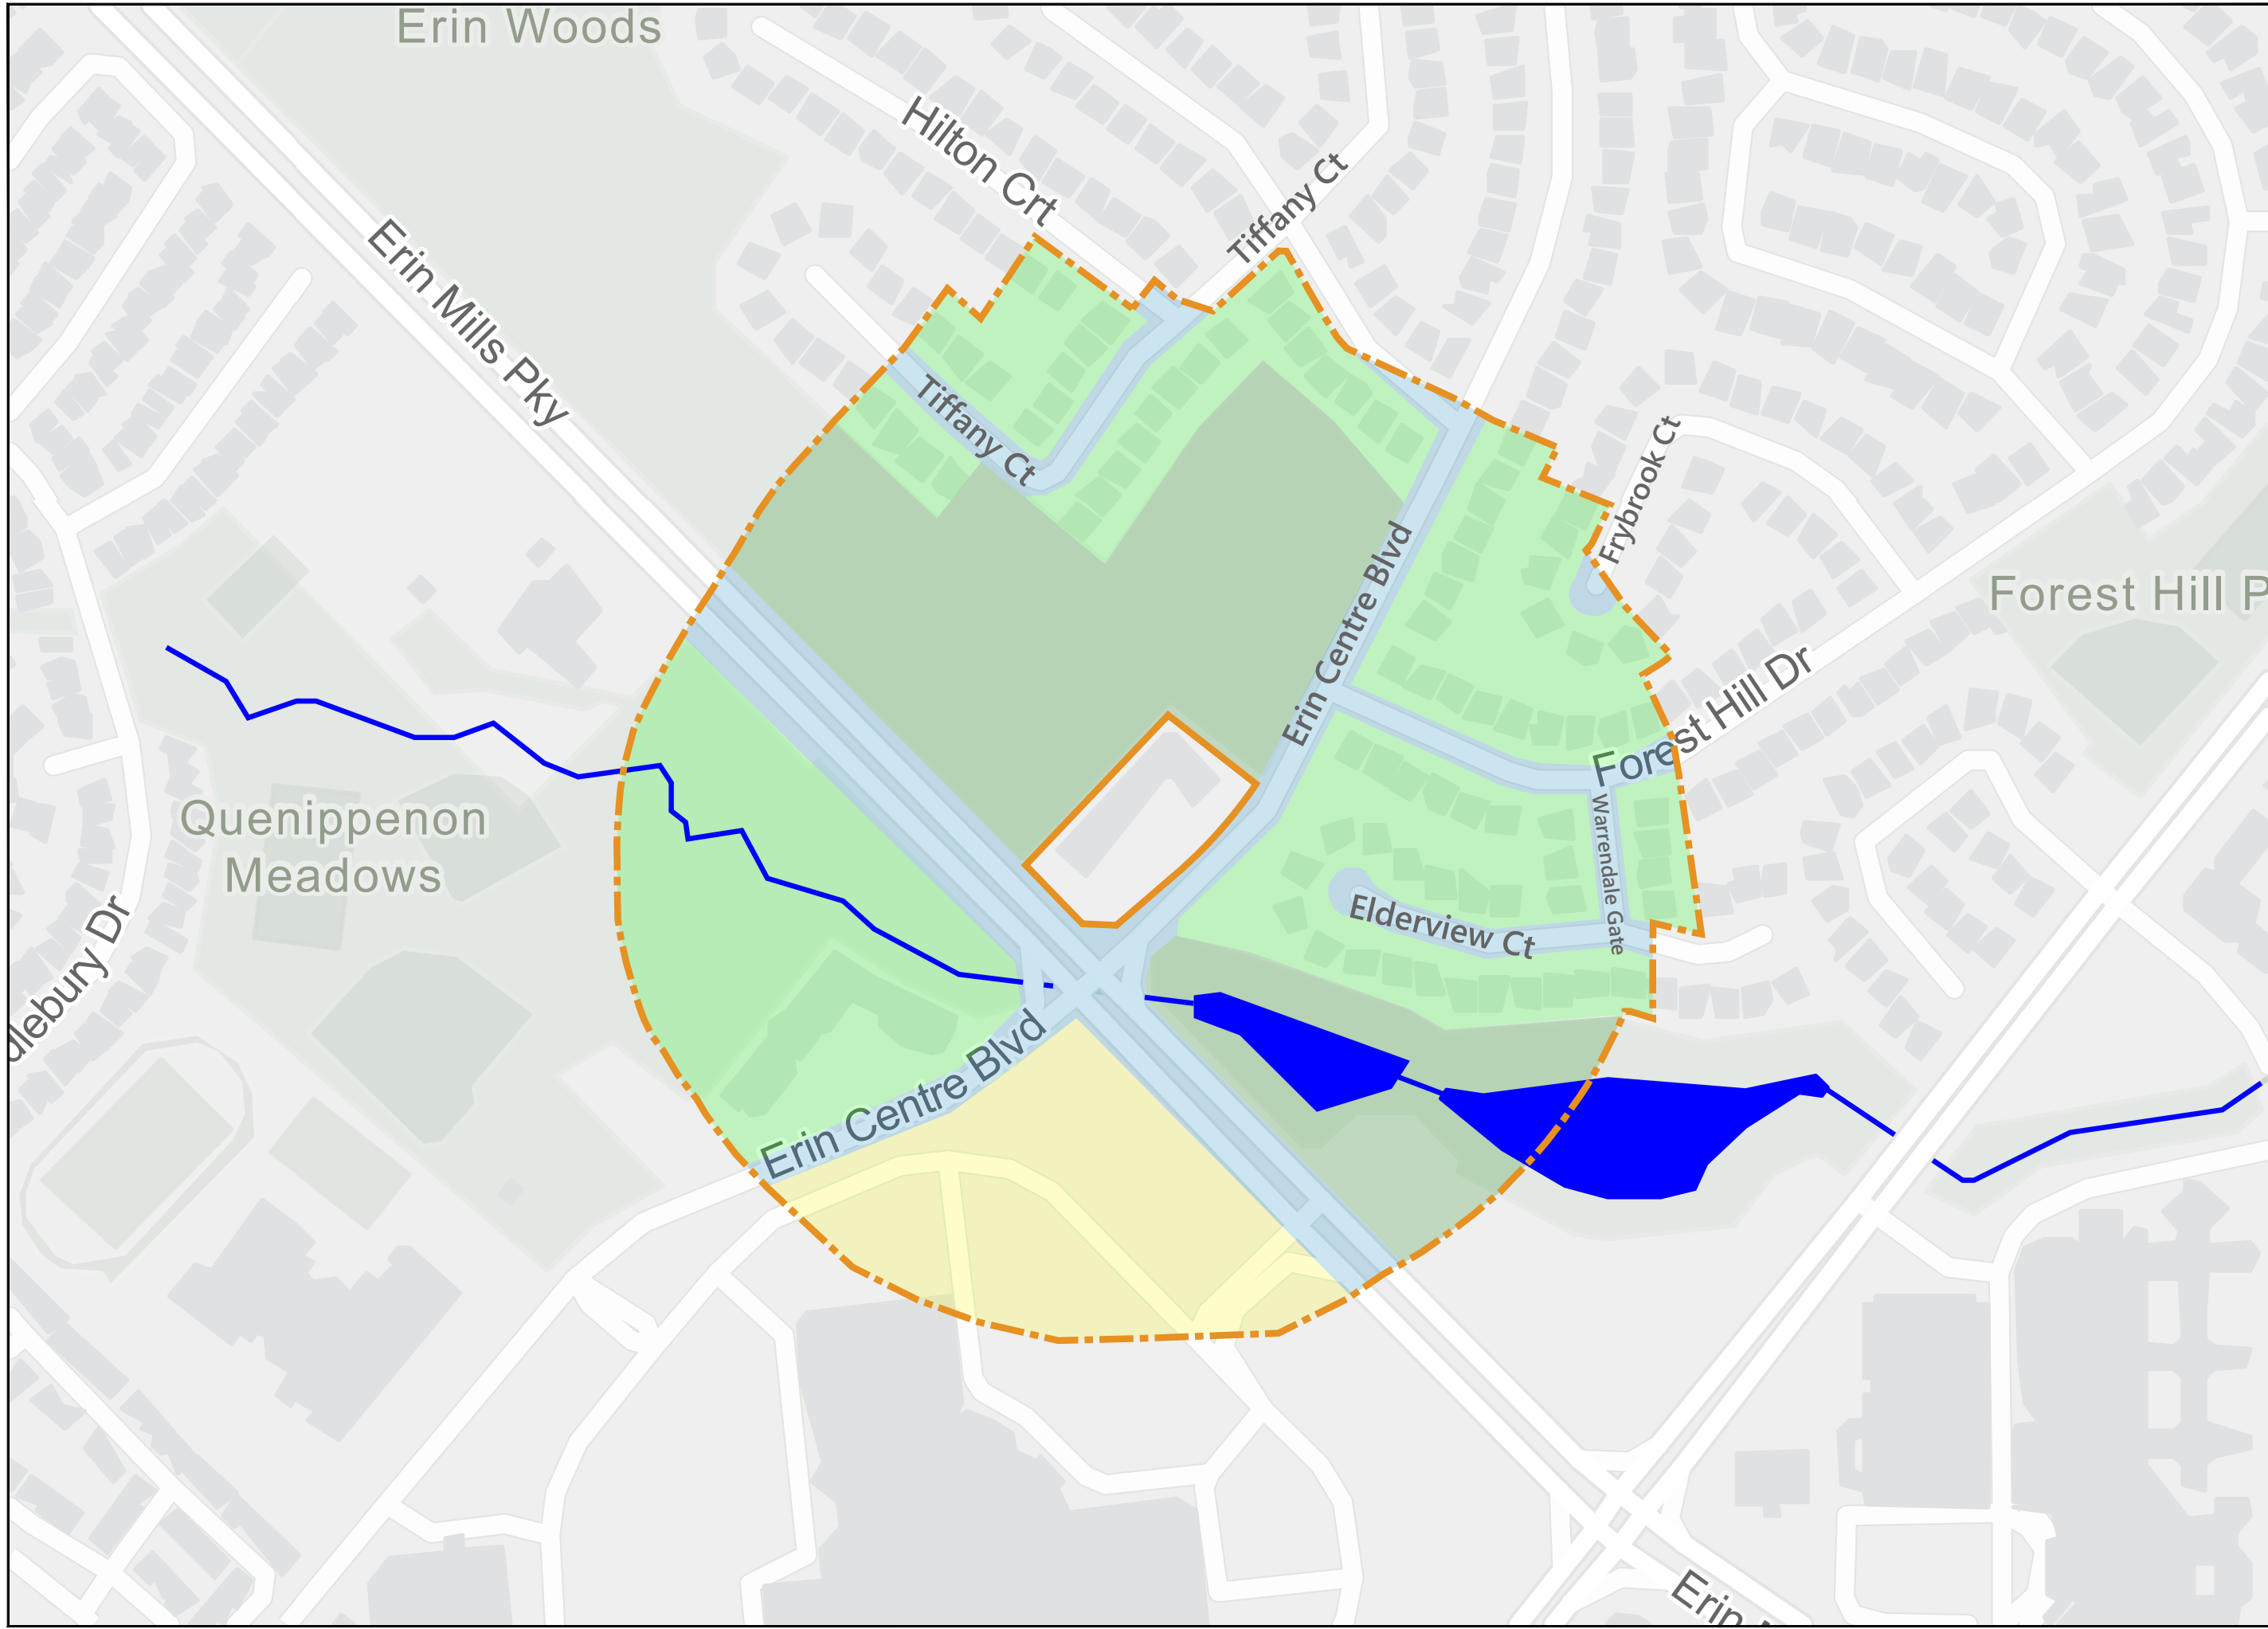 Erin Woods
Hilton Crt
Tiffany Ct
Erin Mills Pky
Tiffany Ct
Frybrook Ct
Erin Centre Blvd
Forest Hill P
Forest Hill Dr
Quenippenon
Meadows
Warrendale Gate
Elderview Ct
dlebury Dr
Erin Centre Blvd
Erin